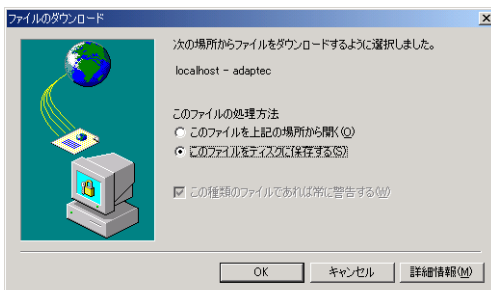 ファイルのダウンロード
次の場所からファイルをダウンロードするように選択しました。
localhost - adaptec
このファイルの処理方法
このファイルを上記の場所から開く(O)
このファイルをディスクに保存する(S)
この種類のファイルであれば常に警告する(W)
OK キャンセル 詳細情報(M)